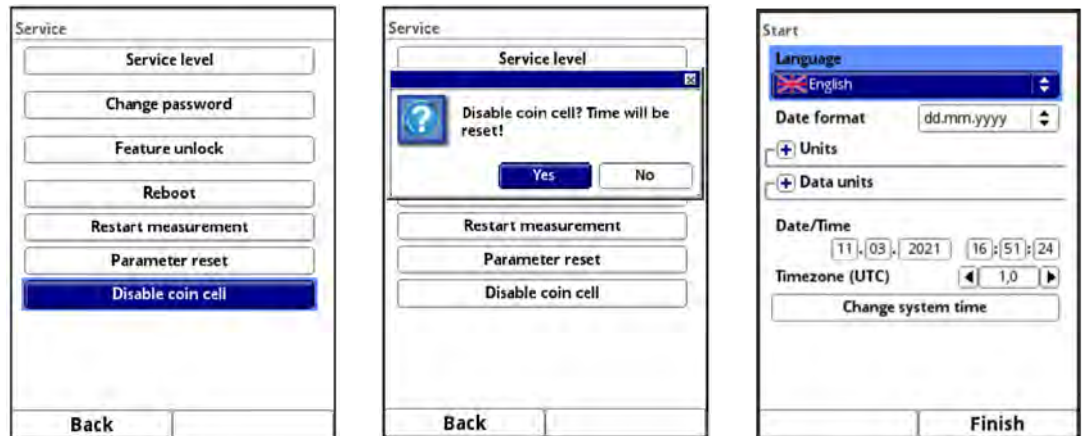 Service
Service level
Change password
Feature unlock
Reboot
Restart measurement
Parameter reset
Disable coin cell
Back
Service
Service level
Disable coin cell? Time will be
reset!
Yes No
Restart measurement
Parameter reset
Disable coin cell
Back
Start
Language
English
Date format dd.mm.yyyy
+ Units
+ Data units
Date/Time
11.03.2021 16:51:24
Timezone (UTC) 1,0
Change system time
Finish